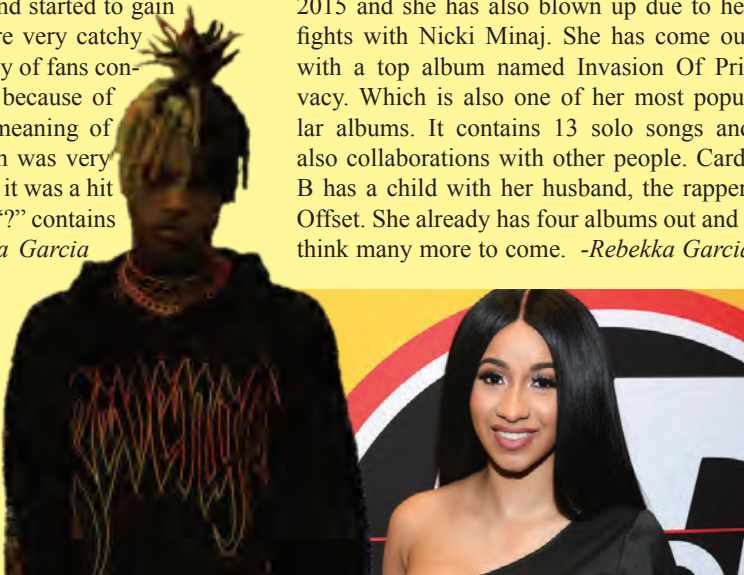 nd started to gain
re very catchy
y of fans con-
because of
meaning of
n was very
it was a hit
“?” contains
a Garcia
2015 and she has also blown up due to he
fights with Nicki Minaj. She has come ou
with a top album named Invasion Of Pri
vacy. Which is also one of her most popu
lar albums. It contains 13 solo songs and
also collaborations with other people. Card
B has a child with her husband, the rapper
Offset. She already has four albums out and
think many more to come. -Rebekka Garcia